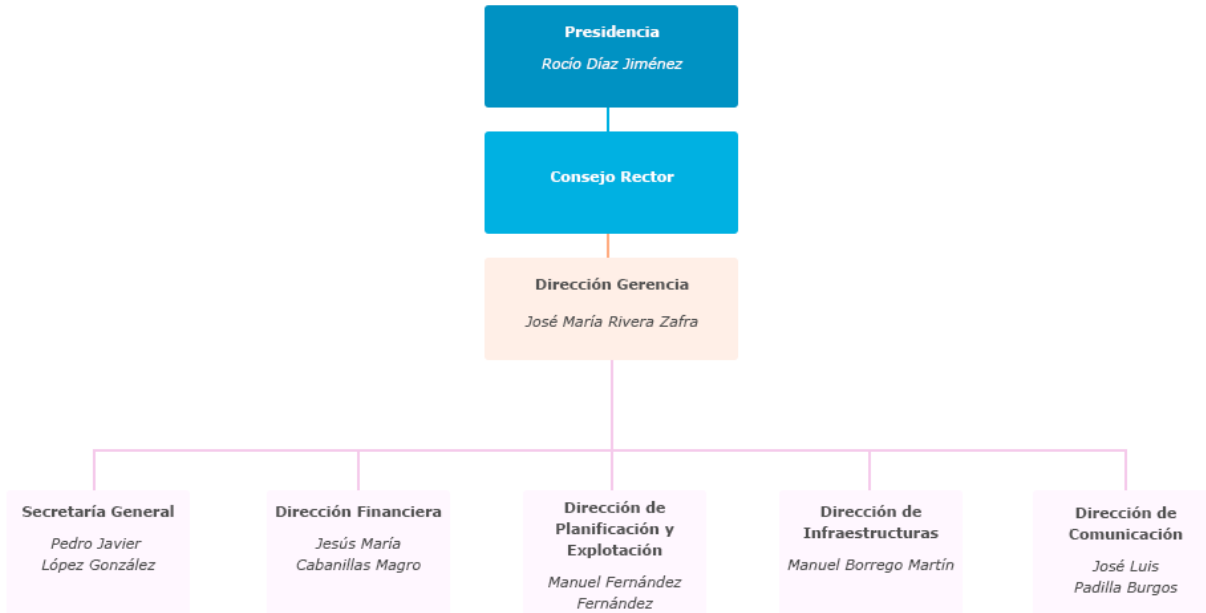 Presidencia
Rocío Díaz Jiménez
Consejo Rector
Dirección Gerencia
José María Rivera Zafra
Secretaría General
Pedro Javier
López González
Dirección Financiera
Jesús María
Cabanillas Magro
Dirección de
Planificación y
Explotación
Manuel Fernández
Fernández
Dirección de
Infraestructuras
Manuel Borrego Martín
Dirección de
Comunicación
José Luis
Padilla Burgos